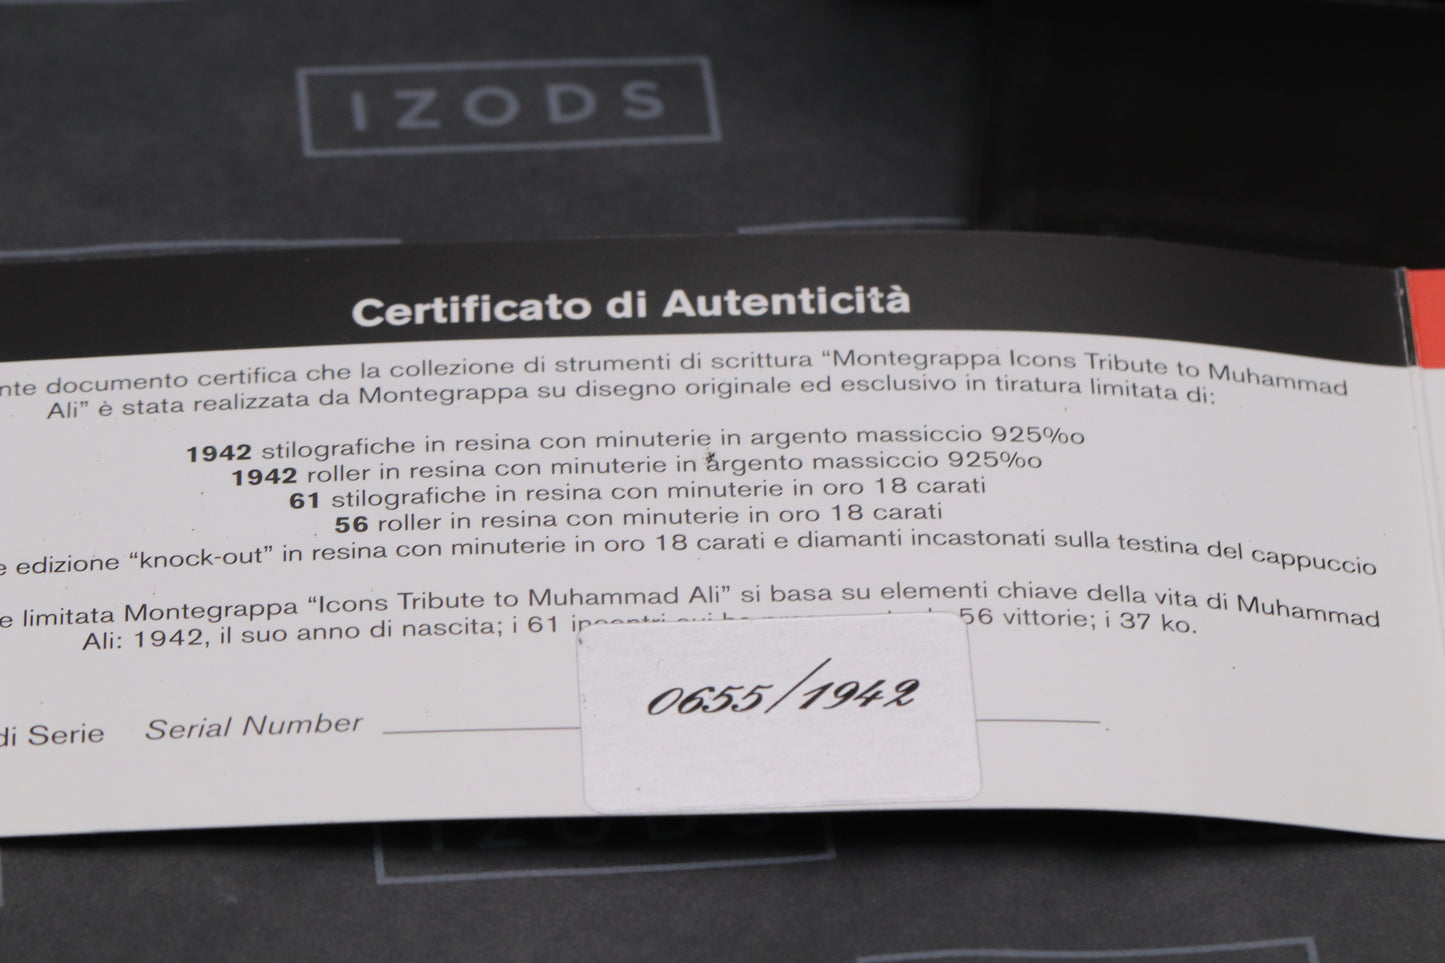 IZODS
Certificato di Autenticità
documento certifica che la collezione di strumenti di scrittura “Montegrappa Icons Tribute to Muhammad
Ali” è stata realizzata da Montegrappa su disegno originale ed esclusivo in tiratura limitata di:
1942 stilografiche in resina con minuterie in argento massiccio 925‰
1942 roller in resina con minuterie in argento massiccio 925‰
61 stilografiche in resina con minuterie in oro 18 carati
56 roller in resina con minuterie in oro 18 carati
edizione “knock-out” in resina con minuterie in oro 18 carati e diamanti incastonati sulla testina del cappuccio
limitata Montegrappa “Icons Tribute to Muhammad Ali” si basa su elementi chiave della vita di Muhammad
Ali: 1942, il suo anno di nascita; i 61 56 vittorie; i 37 ko.
di Serie Serial Number 0655/1942
IZODS